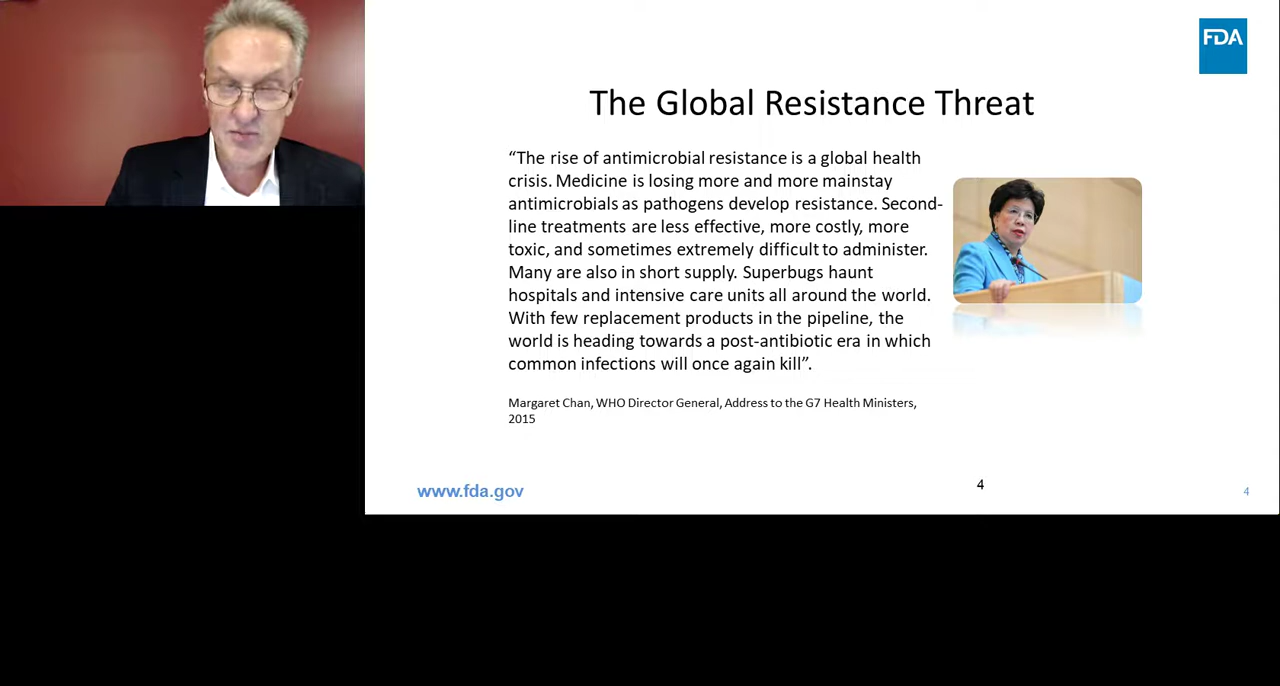 FDA
The Global Resistance Threat
“The rise of antimicrobial resistance is a global health
crisis. Medicine is losing more and more mainstay
antimicrobials as pathogens develop resistance. Second-
line treatments are less effective, more costly, more
toxic, and sometimes extremely difficult to administer.
Many are also in short supply. Superbugs haunt
hospitals and intensive care units all around the world.
With few replacement products in the pipeline, the
world is heading towards a post-antibiotic era in which
common infections will once again kill”.
Margaret Chan, WHO Director General, Address to the G7 Health Ministers,
2015
www.fda.gov
4
4